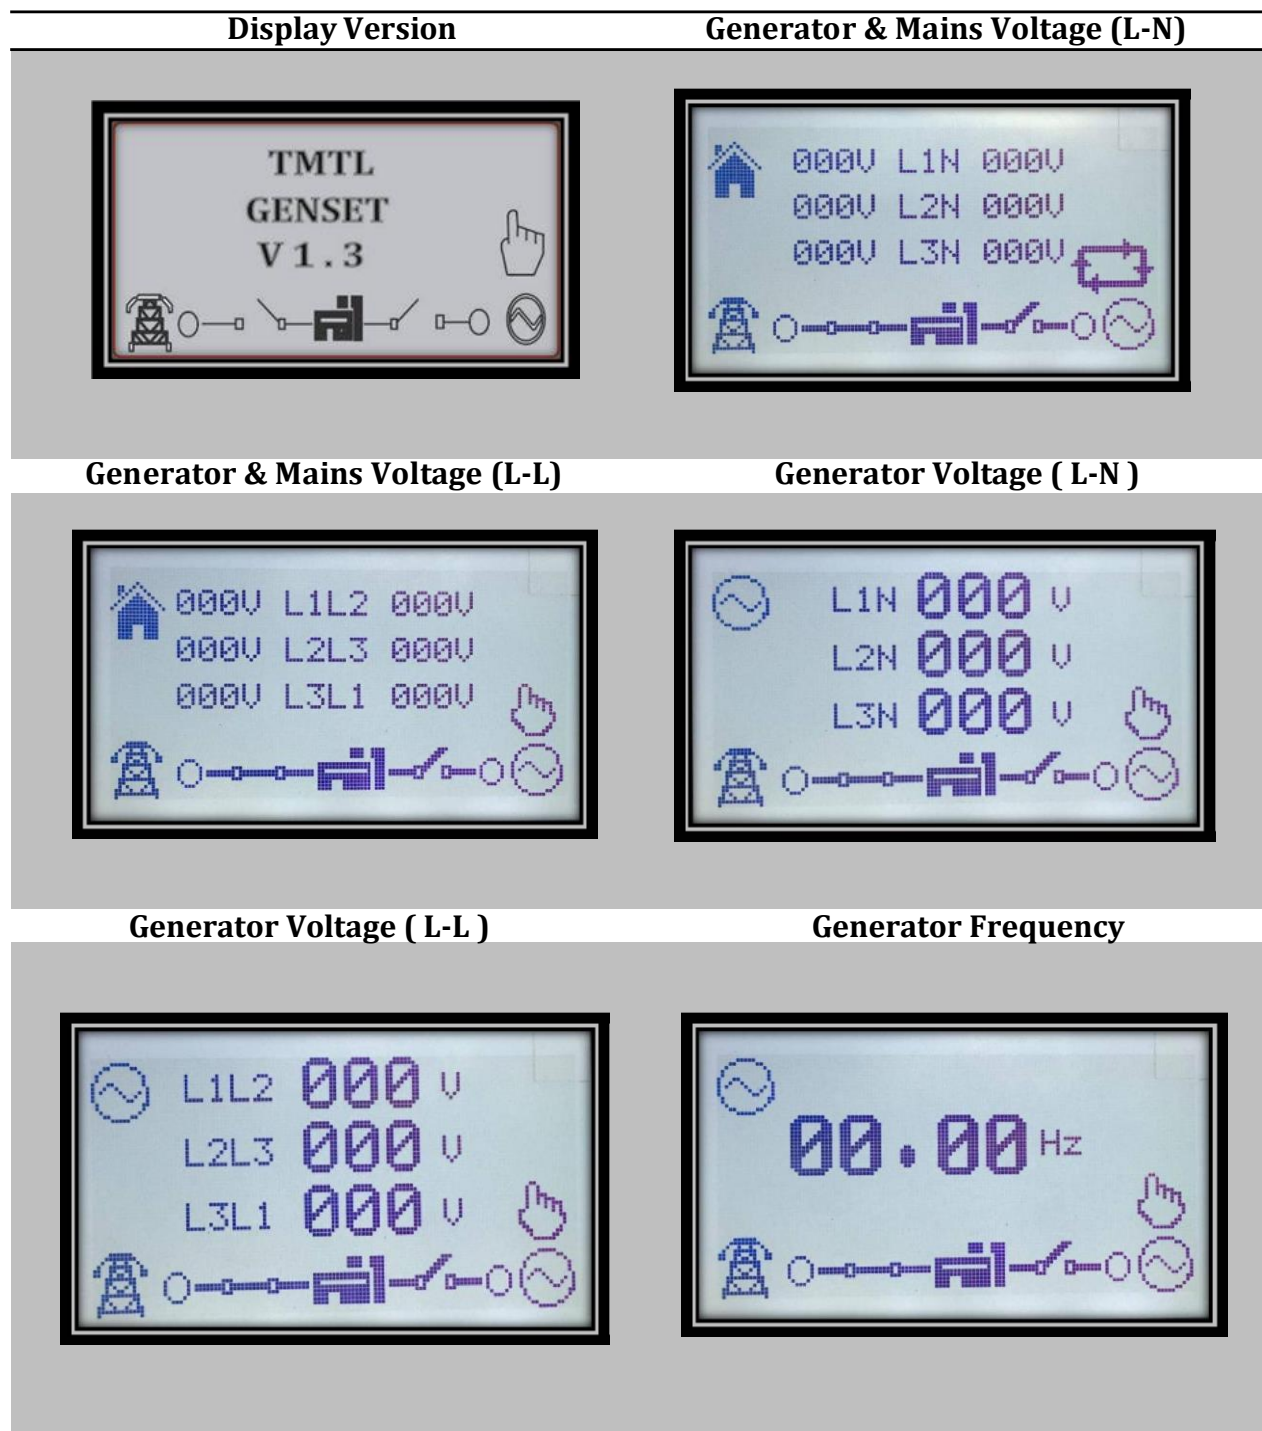 Display Version
Generator & Mains Voltage (L-N)
TMTL
GENSET
V 1.3
000V L1N 000V
000V L2N 000V
000V L3N 000V
Generator & Mains Voltage (L-L)
Generator Voltage ( L-N )
000V L1L2 000V
000V L2L3 000V
000V L3L1 000V
L1N 000 V
L2N 000 V
L3N 000 V
Generator Voltage ( L-L )
Generator Frequency
L1L2 000 V
L2L3 000 V
L3L1 000 V
00.00 Hz